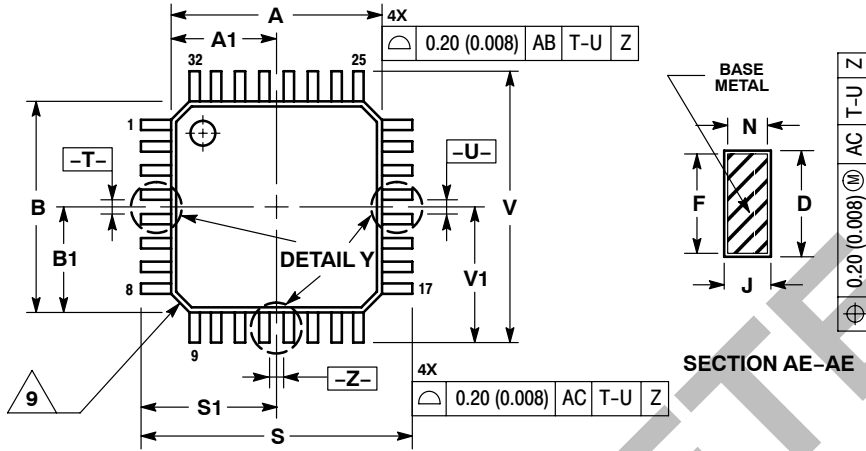 A
4X
A1
⌓ 0.20 (0.008) AB T–U Z
32
25
1
–T–
–U–
B
B1
V
V1
DETAIL Y
8
17
9
–Z–
9
S1
S
4X
⌓ 0.20 (0.008) AC T–U Z
BASE
METAL
N
F
D
J
⌖ 0.20 (0.008) Ⓜ AC T–U Z
SECTION AE–AE